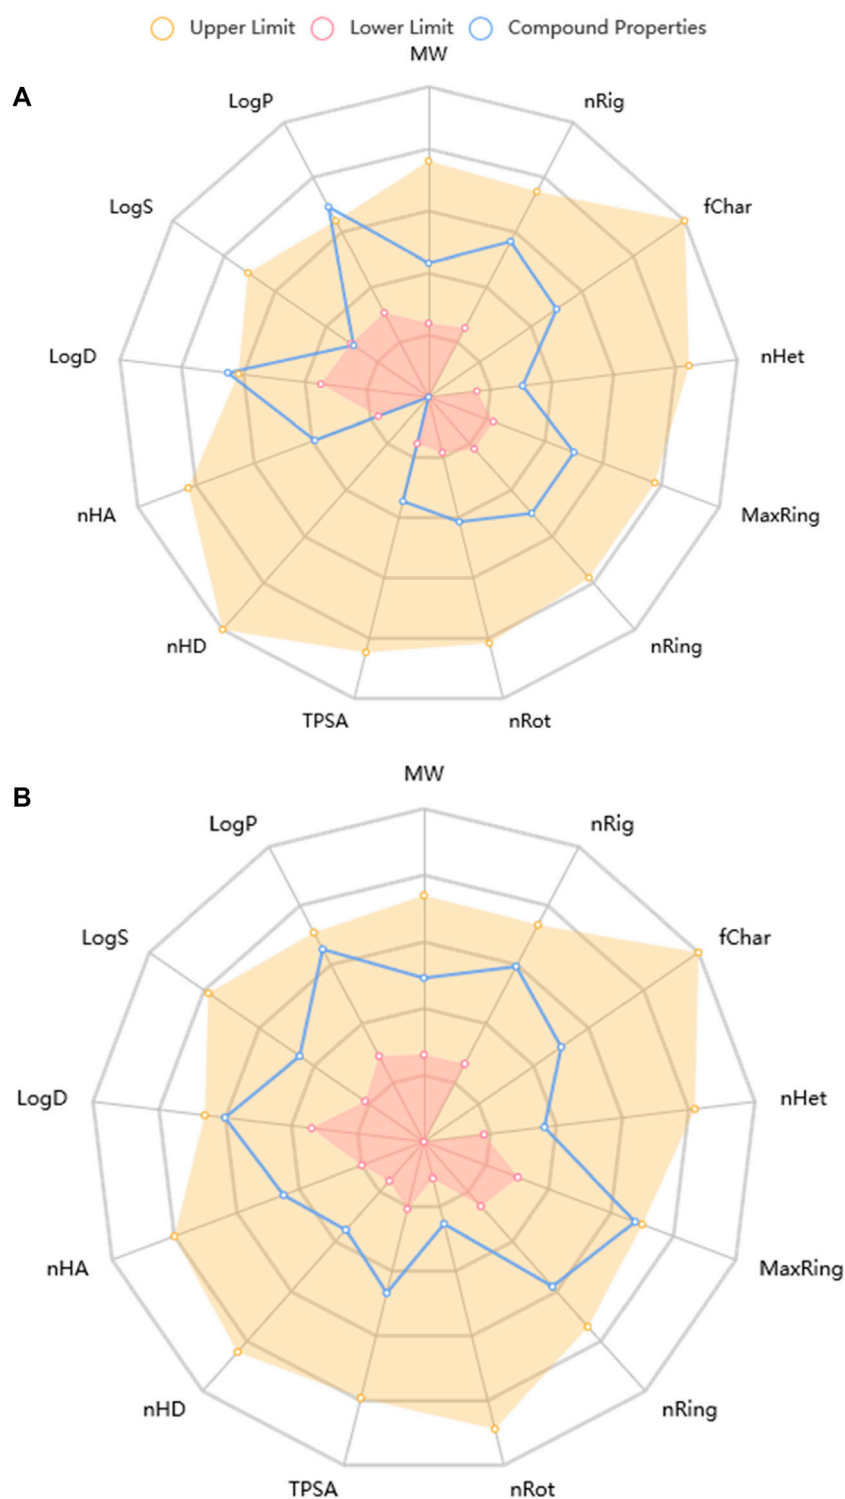 Upper Limit Lower Limit Compound Properties
A
MW
LogP nRig
LogS fChar
LogD nHet
nHA MaxRing
nHD nRing
TPSA nRot
B
MW
LogP nRig
LogS fChar
LogD nHet
nHA MaxRing
nHD nRing
TPSA nRot